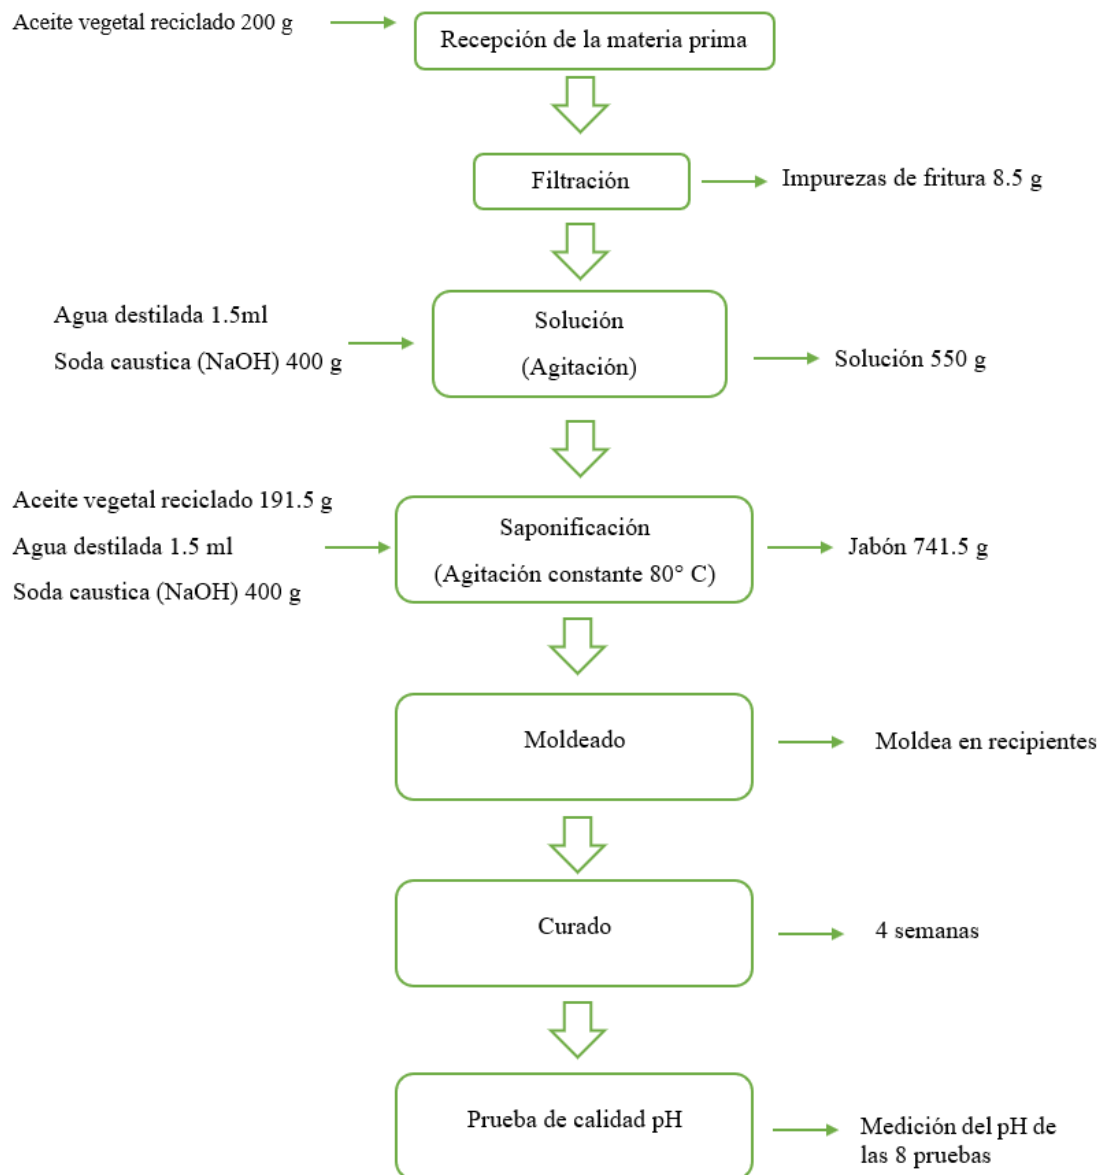 Aceite vegetal reciclado 200 g
Recepción de la materia prima
Filtración
Impurezas de fritura 8.5 g
Agua destilada 1.5ml
Soda caustica (NaOH) 400 g
Solución
(Agitación)
Solución 550 g
Aceite vegetal reciclado 191.5 g
Agua destilada 1.5 ml
Soda caustica (NaOH) 400 g
Saponificación
(Agitación constante 80° C)
Jabón 741.5 g
Moldeado
Moldea en recipientes
Curado
4 semanas
Prueba de calidad pH
Medición del pH de
las 8 pruebas